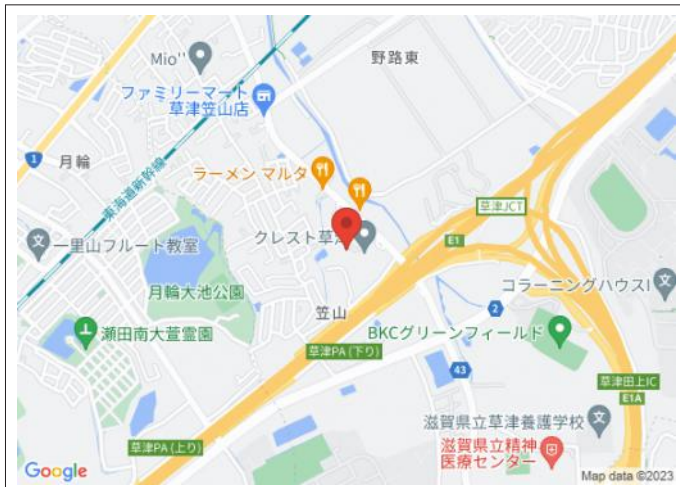 野路東
Mio''
ファミリーマート
草津笠山店
1
月輪
東海道新幹線
ラーメン マルタ
草津JCT
クレスト草
E1
一里山フルート教室
コラーニングハウスI
月輪大池公園
笠山
2
瀬田南大萱霊園
BKCグリーンフィールド
草津PA (下り)
43
草津田上IC
E1A
滋賀県立草津養護学校
草津PA (上り)
滋賀県立精神
医療センター
Google
Map data ©2023